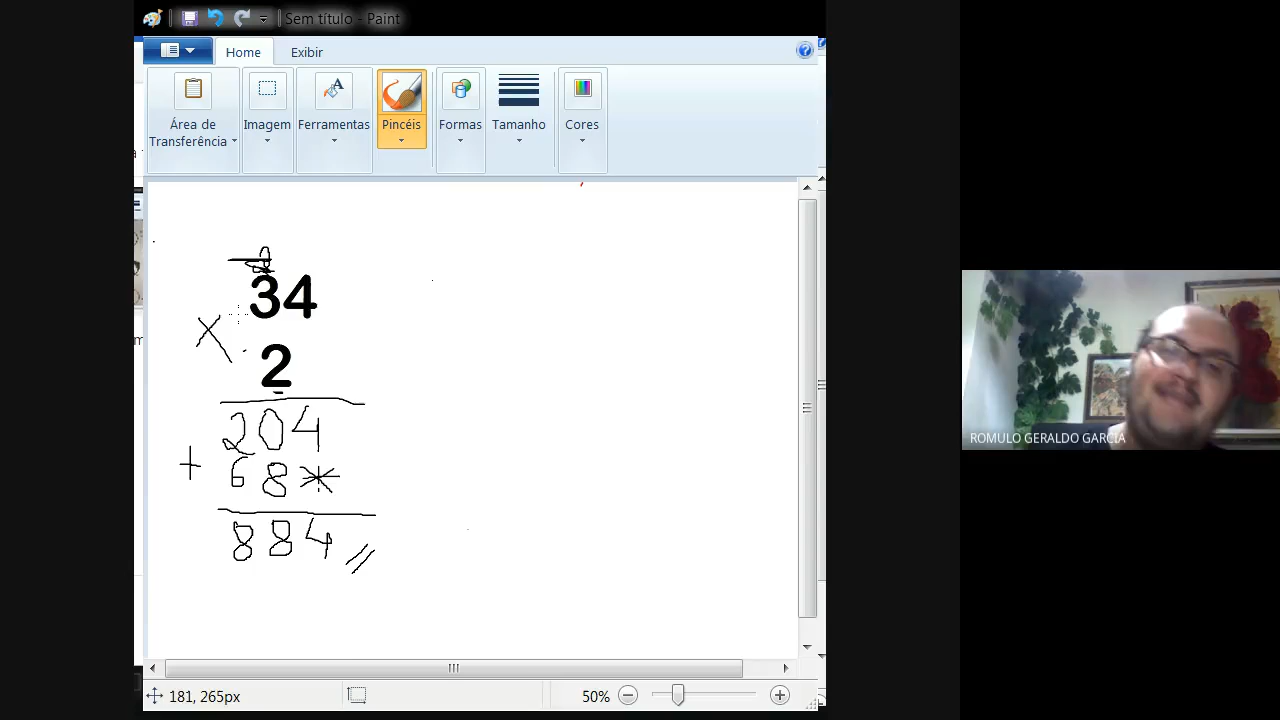 Sem título - Paint
Home Exibir
Área de Transferência Imagem Ferramentas Pincéis Formas Tamanho Cores
34
X 2
204
+ 68*
884 //
ROMULO GERALDO GARCIA
181, 265px 50%